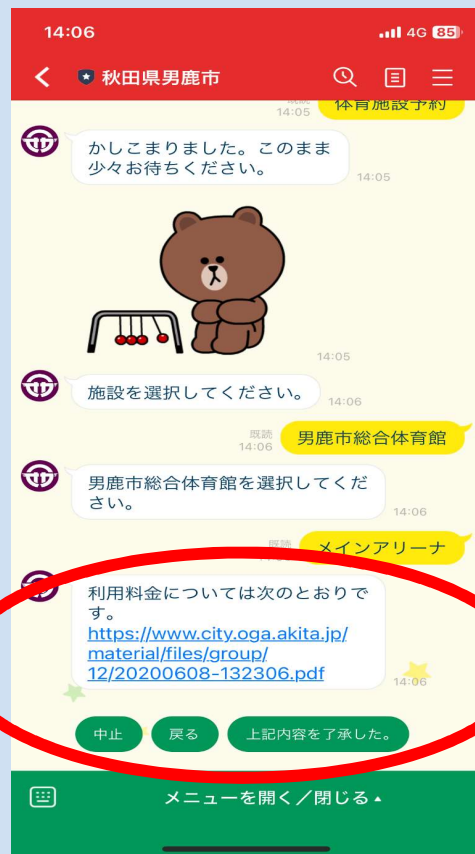 14:06
4G 85
秋田県男鹿市
体育施設予約
14:05
かしこまりました。このまま
少々お待ちください。
14:05
14:05
施設を選択してください。
14:06
既読
14:06
男鹿市総合体育館
男鹿市総合体育館を選択してくだ
さい。
14:06
メインアリーナ
利用料金については次のとおりで
す。
https://www.city.oga.akita.jp/
material/files/group/
12/20200608-132306.pdf
14:06
中止 戻る 上記内容を了承した。
メニューを開く／閉じる▲